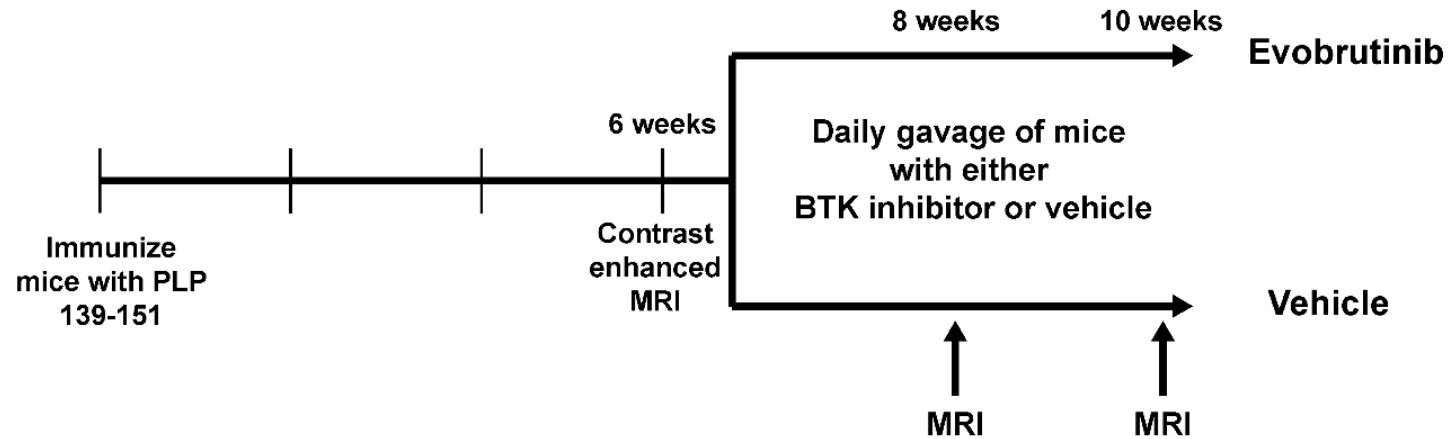 8 weeks
10 weeks
Evobrutinib
6 weeks
Daily gavage of mice
with either
BTK inhibitor or vehicle
Immunize
mice with PLP
139-151
Contrast
enhanced
MRI
Vehicle
MRI
MRI